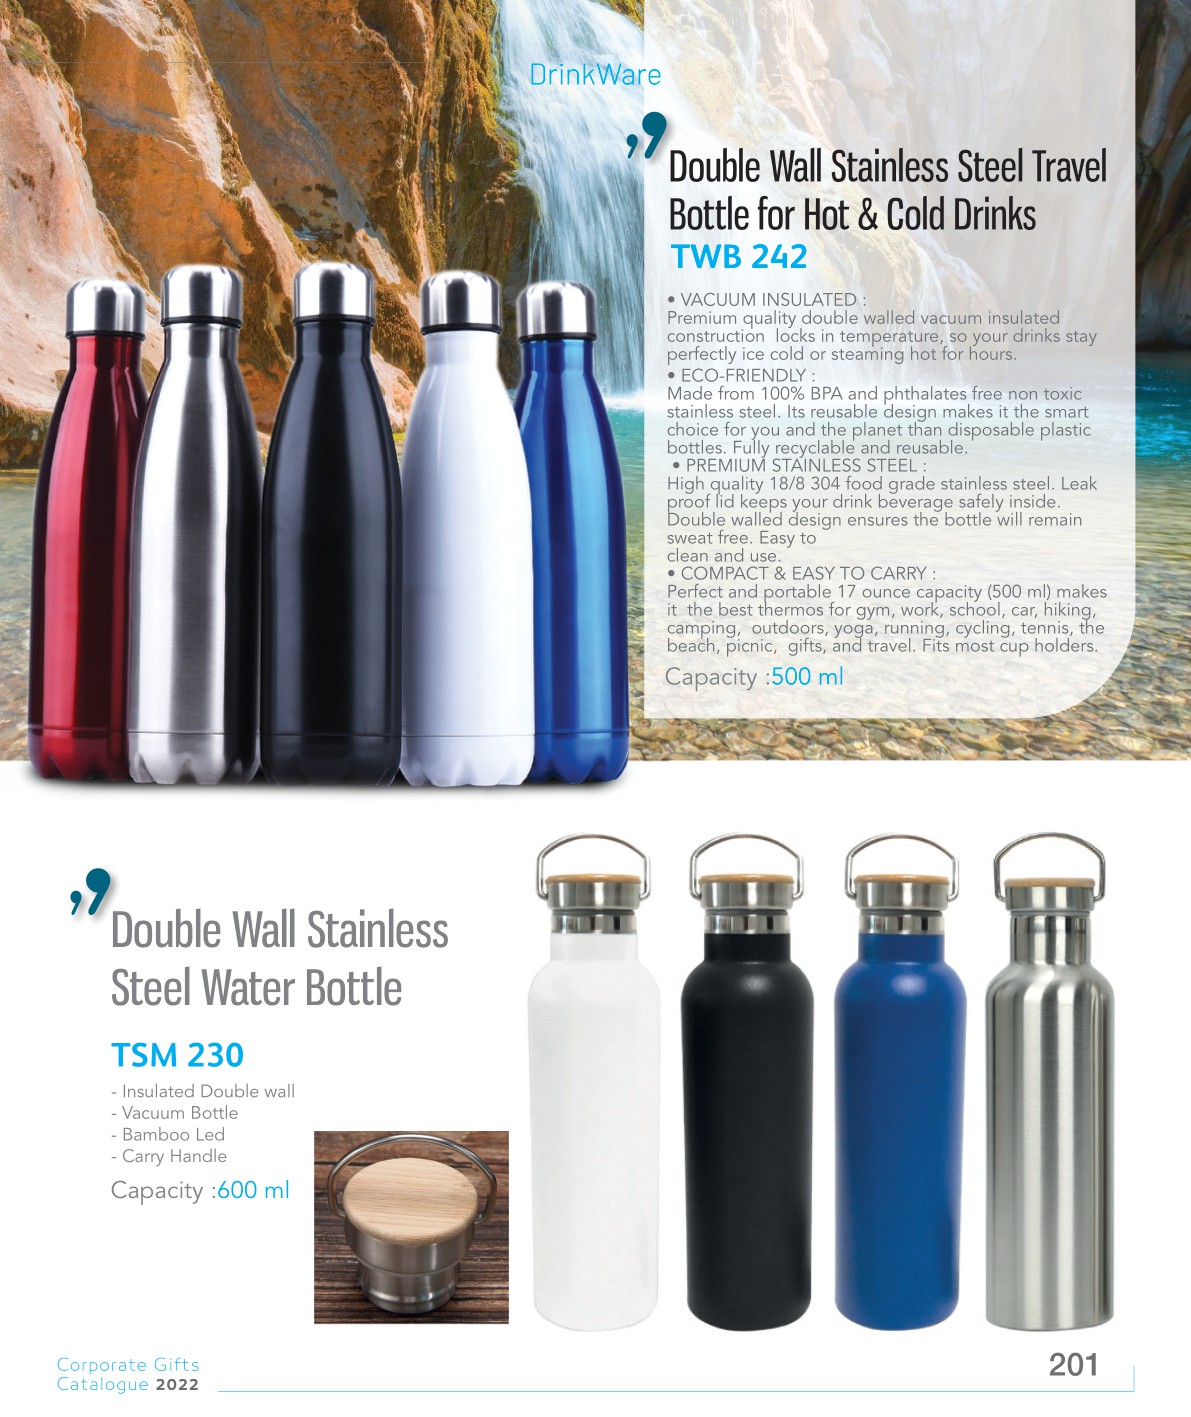 DrinkWare
Double Wall Stainless Steel Travel
Bottle for Hot & Cold Drinks
TWB 242
• VACUUM INSULATED :
Premium quality double walled vacuum insulated
construction locks in temperature, so your drinks stay
perfectly ice cold or steaming hot for hours.
• ECO-FRIENDLY :
Made from 100% BPA and phthalates free non toxic
stainless steel. Its reusable design makes it the smart
choice for you and the planet than disposable plastic
bottles. Fully recyclable and reusable.
• PREMIUM STAINLESS STEEL :
High quality 18/8 304 food grade stainless steel. Leak
proof lid keeps your drink beverage safely inside.
Double walled design ensures the bottle will remain
sweat free. Easy to
clean and use.
• COMPACT & EASY TO CARRY :
Perfect and portable 17 ounce capacity (500 ml) makes
it the best thermos for gym, work, school, car, hiking,
camping, outdoors, yoga, running, cycling, tennis, the
beach, picnic, gifts, and travel. Fits most cup holders.
Capacity :500 ml
Double Wall Stainless
Steel Water Bottle
TSM 230
- Insulated Double wall
- Vacuum Bottle
- Bamboo Led
- Carry Handle
Capacity :600 ml
Corporate Gifts
Catalogue 2022
201